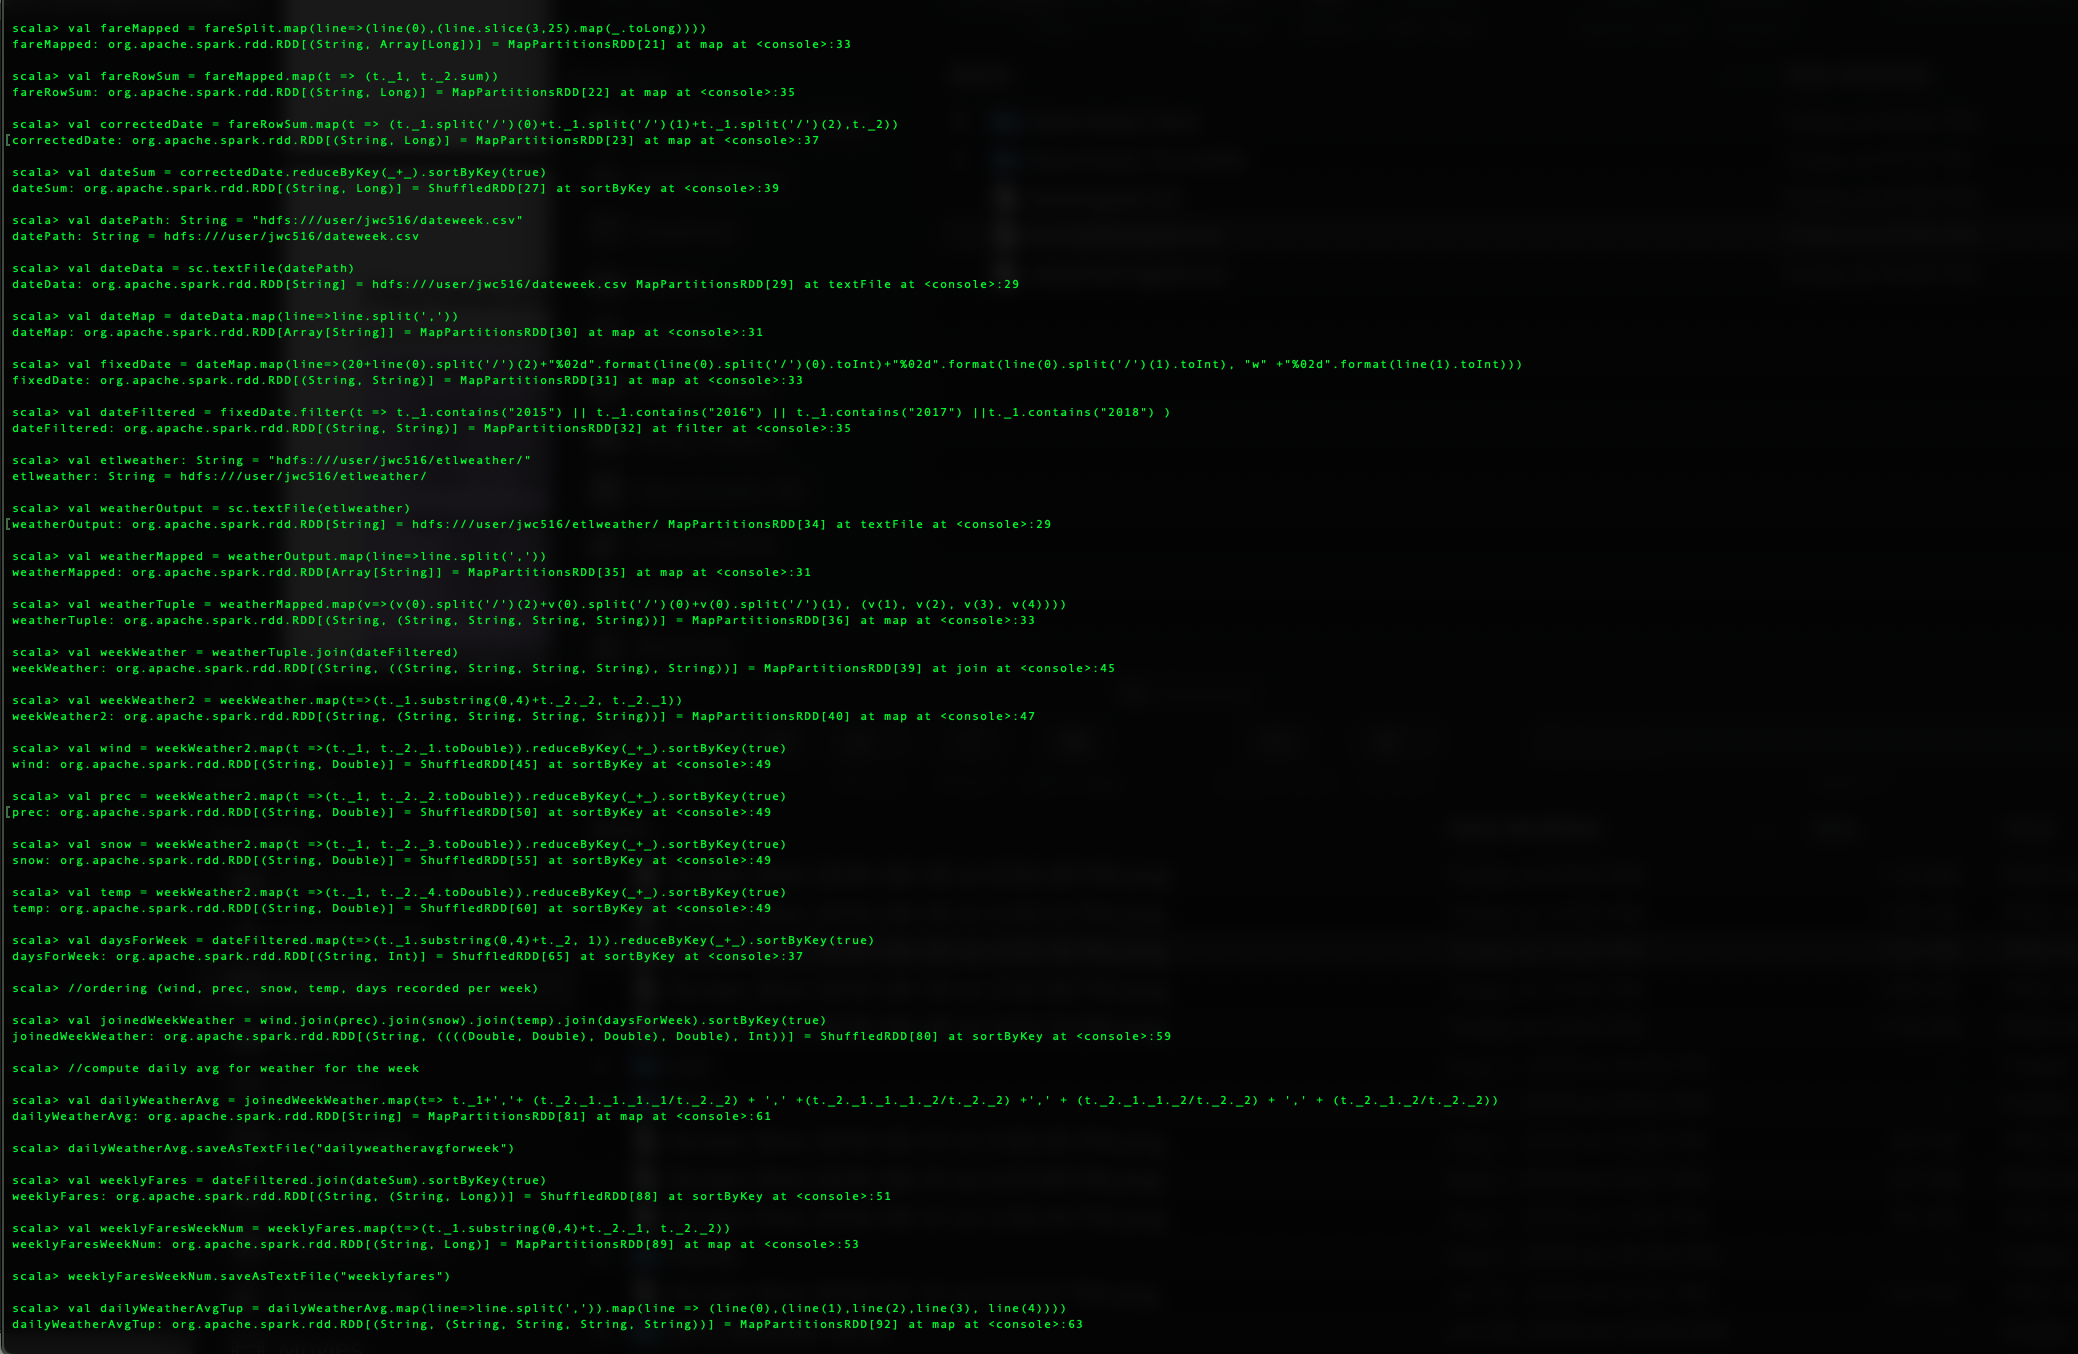 scala> val fareMapped = fareSplit.map(line=>(line(0),(line.slice(3,25).map(_.toLong))))
fareMapped: org.apache.spark.rdd.RDD[(String, Array[Long])] = MapPartitionsRDD[21] at map at <console>:33
scala> val fareRowSum = fareMapped.map(t => (t._1, t._2.sum))
fareRowSum: org.apache.spark.rdd.RDD[(String, Long)] = MapPartitionsRDD[22] at map at <console>:35
scala> val correctedDate = fareRowSum.map(t => (t._1.split('/')(0)+t._1.split('/')(1)+t._1.split('/')(2),t._2))
[correctedDate: org.apache.spark.rdd.RDD[(String, Long)] = MapPartitionsRDD[23] at map at <console>:37
scala> val dateSum = correctedDate.reduceByKey(_+_).sortByKey(true)
dateSum: org.apache.spark.rdd.RDD[(String, Long)] = ShuffledRDD[27] at sortByKey at <console>:39
scala> val datePath: String = "hdfs:///user/jwc516/dateweek.csv"
datePath: String = hdfs:///user/jwc516/dateweek.csv
scala> val dateData = sc.textFile(datePath)
dateData: org.apache.spark.rdd.RDD[String] = hdfs:///user/jwc516/dateweek.csv MapPartitionsRDD[29] at textFile at <console>:29
scala> val dateMap = dateData.map(line=>line.split(','))
dateMap: org.apache.spark.rdd.RDD[Array[String]] = MapPartitionsRDD[30] at map at <console>:31
scala> val fixedDate = dateMap.map(line=>(20+line(0).split('/')(2)+"%02d".format(line(0).split('/')(0).toInt)+"%02d".format(line(0).split('/')(1).toInt), "w" +"%02d".format(line(1).toInt)))
fixedDate: org.apache.spark.rdd.RDD[(String, String)] = MapPartitionsRDD[31] at map at <console>:33
scala> val dateFiltered = fixedDate.filter(t => t._1.contains("2015") || t._1.contains("2016") || t._1.contains("2017") ||t._1.contains("2018") )
dateFiltered: org.apache.spark.rdd.RDD[(String, String)] = MapPartitionsRDD[32] at filter at <console>:35
scala> val etlweather: String = "hdfs:///user/jwc516/etlweather/"
etlweather: String = hdfs:///user/jwc516/etlweather/
scala> val weatherOutput = sc.textFile(etlweather)
[weatherOutput: org.apache.spark.rdd.RDD[String] = hdfs:///user/jwc516/etlweather/ MapPartitionsRDD[34] at textFile at <console>:29
scala> val weatherMapped = weatherOutput.map(line=>line.split(','))
weatherMapped: org.apache.spark.rdd.RDD[Array[String]] = MapPartitionsRDD[35] at map at <console>:31
scala> val weatherTuple = weatherMapped.map(v=>(v(0).split('/')(2)+v(0).split('/')(0)+v(0).split('/')(1), (v(1), v(2), v(3), v(4))))
weatherTuple: org.apache.spark.rdd.RDD[(String, (String, String, String, String))] = MapPartitionsRDD[36] at map at <console>:33
scala> val weekWeather = weatherTuple.join(dateFiltered)
weekWeather: org.apache.spark.rdd.RDD[(String, ((String, String, String, String), String))] = MapPartitionsRDD[39] at join at <console>:45
scala> val weekWeather2 = weekWeather.map(t=>(t._1.substring(0,4)+t._2._2, t._2._1))
weekWeather2: org.apache.spark.rdd.RDD[(String, (String, String, String, String))] = MapPartitionsRDD[40] at map at <console>:47
scala> val wind = weekWeather2.map(t =>(t._1, t._2._1.toDouble)).reduceByKey(_+_).sortByKey(true)
wind: org.apache.spark.rdd.RDD[(String, Double)] = ShuffledRDD[45] at sortByKey at <console>:49
scala> val prec = weekWeather2.map(t =>(t._1, t._2._2.toDouble)).reduceByKey(_+_).sortByKey(true)
[prec: org.apache.spark.rdd.RDD[(String, Double)] = ShuffledRDD[50] at sortByKey at <console>:49
scala> val snow = weekWeather2.map(t =>(t._1, t._2._3.toDouble)).reduceByKey(_+_).sortByKey(true)
snow: org.apache.spark.rdd.RDD[(String, Double)] = ShuffledRDD[55] at sortByKey at <console>:49
scala> val temp = weekWeather2.map(t =>(t._1, t._2._4.toDouble)).reduceByKey(_+_).sortByKey(true)
temp: org.apache.spark.rdd.RDD[(String, Double)] = ShuffledRDD[60] at sortByKey at <console>:49
scala> val daysForWeek = dateFiltered.map(t=>(t._1.substring(0,4)+t._2, 1)).reduceByKey(_+_).sortByKey(true)
daysForWeek: org.apache.spark.rdd.RDD[(String, Int)] = ShuffledRDD[65] at sortByKey at <console>:37
scala> //ordering (wind, prec, snow, temp, days recorded per week)
scala> val joinedWeekWeather = wind.join(prec).join(snow).join(temp).join(daysForWeek).sortByKey(true)
joinedWeekWeather: org.apache.spark.rdd.RDD[(String, ((((Double, Double), Double), Double), Int))] = ShuffledRDD[80] at sortByKey at <console>:59
scala> //compute daily avg for weather for the week
scala> val dailyWeatherAvg = joinedWeekWeather.map(t=> t._1+','+ (t._2._1._1._1._1/t._2._2) + ',' +(t._2._1._1._1._2/t._2._2) +',' + (t._2._1._1._2/t._2._2) + ',' + (t._2._1._2/t._2._2))
dailyWeatherAvg: org.apache.spark.rdd.RDD[String] = MapPartitionsRDD[81] at map at <console>:61
scala> dailyWeatherAvg.saveAsTextFile("dailyweatheravgforweek")
scala> val weeklyFares = dateFiltered.join(dateSum).sortByKey(true)
weeklyFares: org.apache.spark.rdd.RDD[(String, (String, Long))] = ShuffledRDD[88] at sortByKey at <console>:51
scala> val weeklyFaresWeekNum = weeklyFares.map(t=>(t._1.substring(0,4)+t._2._1, t._2._2))
weeklyFaresWeekNum: org.apache.spark.rdd.RDD[(String, Long)] = MapPartitionsRDD[89] at map at <console>:53
scala> weeklyFaresWeekNum.saveAsTextFile("weeklyfares")
scala> val dailyWeatherAvgTup = dailyWeatherAvg.map(line=>line.split(',')).map(line => (line(0),(line(1),line(2),line(3), line(4))))
dailyWeatherAvgTup: org.apache.spark.rdd.RDD[(String, (String, String, String, String))] = MapPartitionsRDD[92] at map at <console>:63